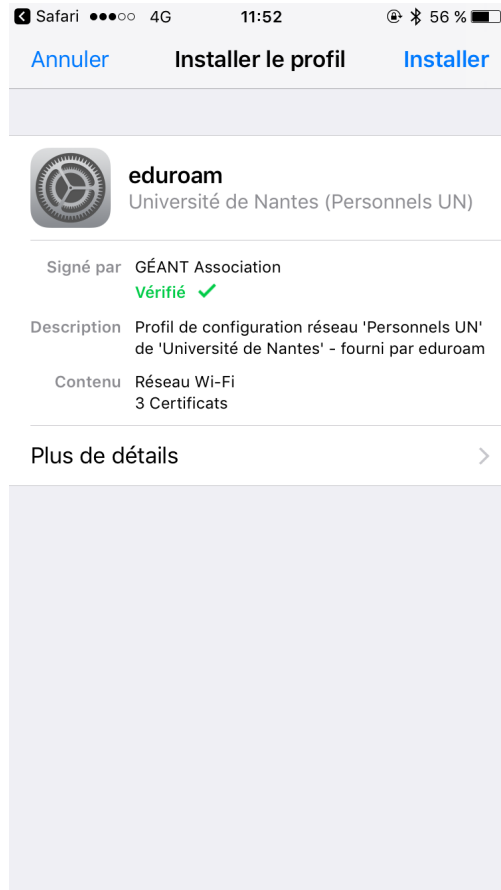 Safari 4G 11:52 56 %
Annuler Installer le profil Installer
eduroam
Université de Nantes (Personnels UN)
Signé par GÉANT Association
Vérifié
Description Profil de configuration réseau 'Personnels UN'
de 'Université de Nantes' - fourni par eduroam
Contenu Réseau Wi-Fi
3 Certificats
Plus de détails